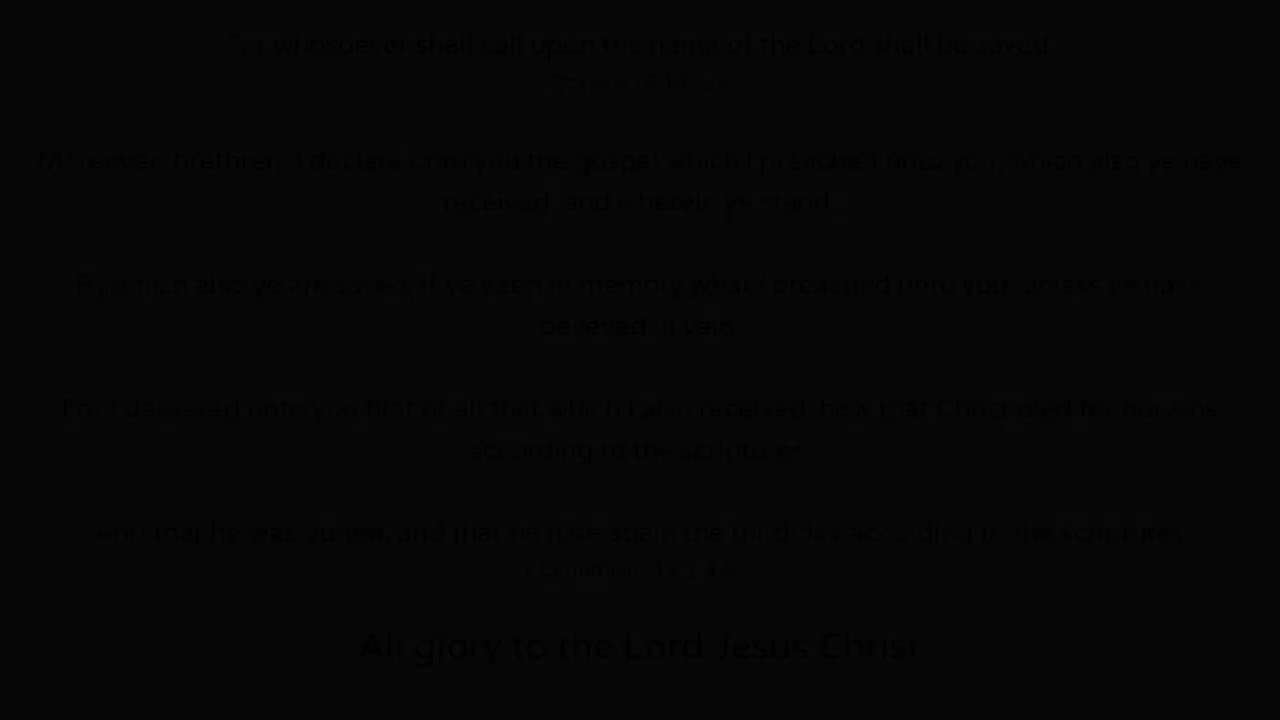 For whosoever shall call upon the name of the Lord shall be saved
Moreover, brethren, I declare unto you the gospel which I preached unto you, which also ye have
received, and wherein ye stand
By which also ye are saved, if ye keep in memory what I preached unto you, unless ye have
believed in vain
For I delivered unto you first of all that which I also received, how that Christ died for our sins
according to the scriptures
And that he was buried, and that he rose again the third day according to the scriptures
All glory to the Lord Jesus Christ